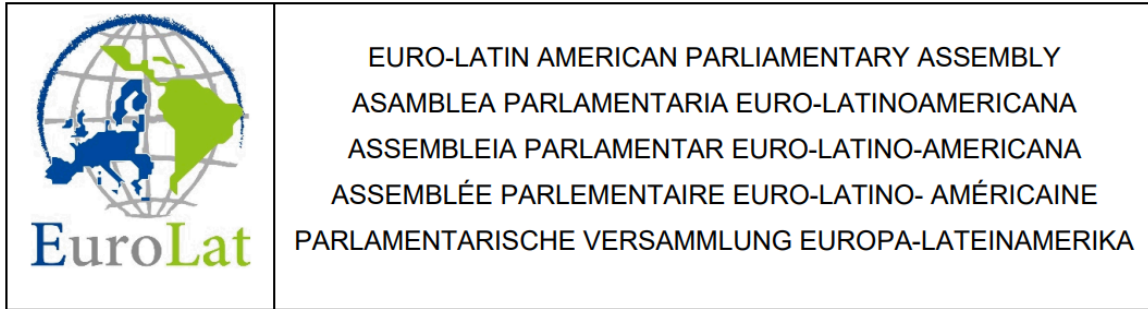 EuroLat
EURO-LATIN AMERICAN PARLIAMENTARY ASSEMBLY
ASAMBLEA PARLAMENTARIA EURO-LATINOAMERICANA
ASSEMBLEIA PARLAMENTAR EURO-LATINO-AMERICANA
ASSEMBLÉE PARLEMENTAIRE EURO-LATINO- AMÉRICAINE
PARLAMENTARISCHE VERSAMMLUNG EUROPA-LATEINAMERIKA